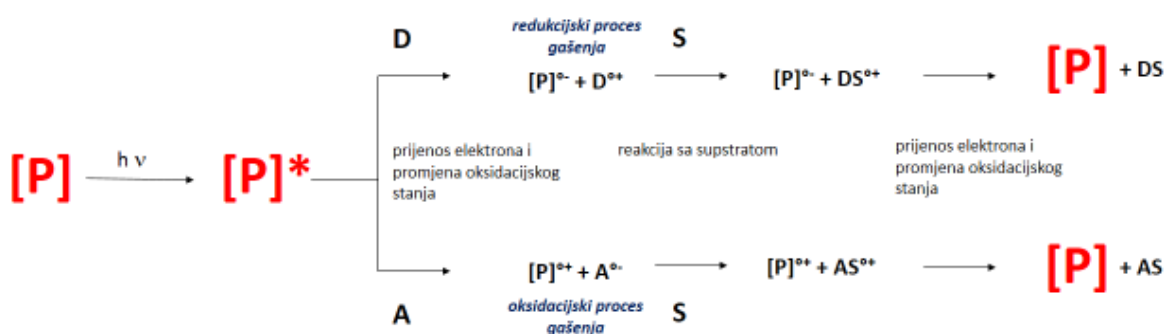 D
redukcijski proces
gašenja
S
[P]°- + D°+
[P]°- + DS°+
[P] + DS
[P]
h ν
[P]*
prijenos elektrona i
promjena oksidacijskog
stanja
reakcija sa supstratom
prijenos elektrona i
promjena oksidacijskog
stanja
[P]°+ + A°-
[P]°+ + AS°+
[P] + AS
A
oksidacijski proces
gašenja
S